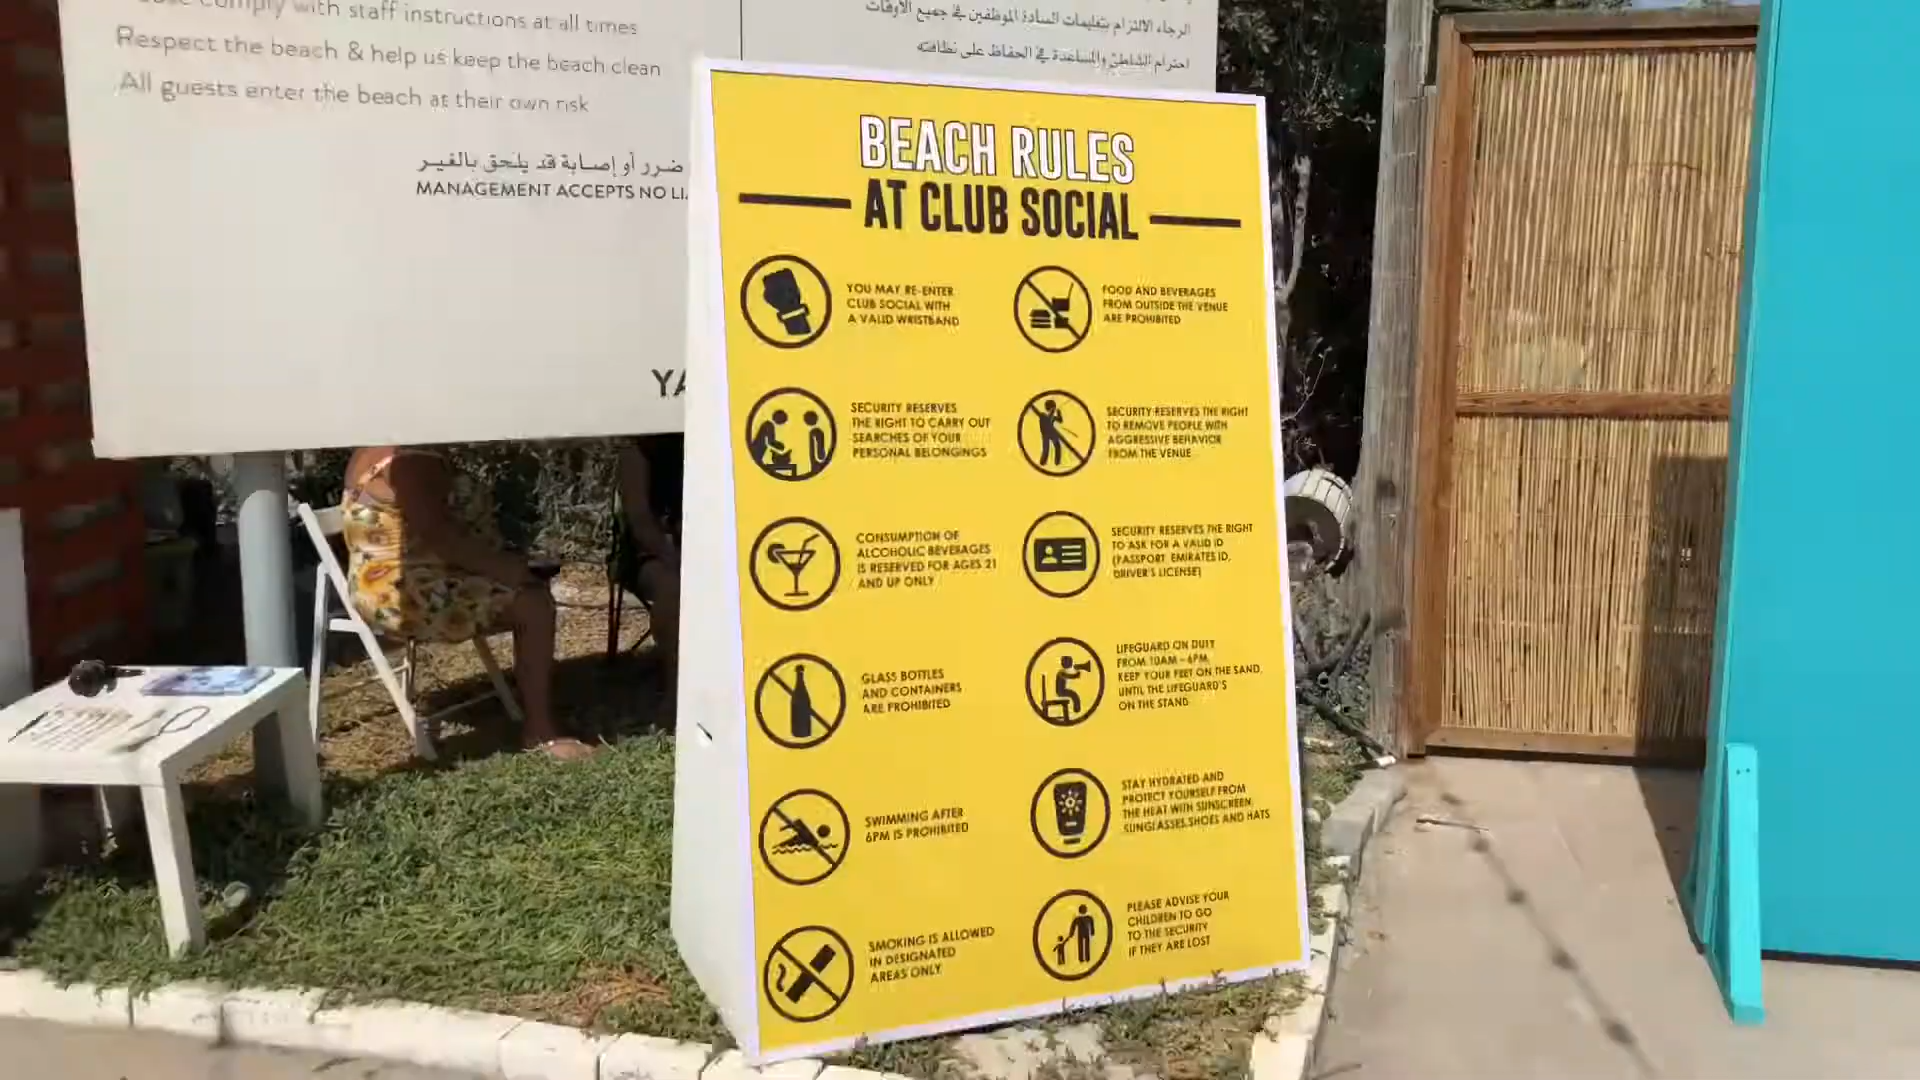 comply with staff instructions at all times
Respect the beach & help us keep the beach clean
All guests enter the beach at their own risk
الرجاء الالتزام بتعليمات السادة الموظفين في جميع الأوقات
احترام الشاطئ والمساعدة في الحفاظ على نظافته
ضرر أو إصابة قد يلحق بالغير
MANAGEMENT ACCEPTS NO
BEACH RULES
AT CLUB SOCIAL
YOU MAY RE-ENTER
CLUB SOCIAL WITH
A VALID WRISTBAND
SECURITY RESERVES
THE RIGHT TO CARRY OUT
SEARCHES OF YOUR
PERSONAL BELONGINGS
CONSUMPTION OF
ALCOHOLIC BEVERAGES
IS RESERVED FOR AGES 21
AND UP ONLY
GLASS BOTTLES
AND CONTAINERS
ARE PROHIBITED
SWIMMING AFTER
6PM IS PROHIBITED
SMOKING IS ALLOWED
IN DESIGNATED
AREAS ONLY
FOOD AND BEVERAGES
FROM OUTSIDE THE VENUE
ARE PROHIBITED
SECURITY RESERVES THE RIGHT
TO REMOVE PEOPLE WITH
AGGRESSIVE BEHAVIOR
FROM THE VENUE
SECURITY RESERVES THE RIGHT
TO ASK FOR A VALID ID
(PASSPORT, EMIRATES ID,
DRIVER'S LICENSE)
LIFEGUARD ON DUTY
FROM 10AM - 6PM,
KEEP YOUR FEET ON THE SAND,
UNTIL THE LIFEGUARD'S
ON THE STAND
STAY HYDRATED AND
PROTECT YOURSELF FROM
THE HEAT WITH SUNSCREEN,
SUNGLASSES, SHOES AND HATS
PLEASE ADVISE YOUR
CHILDREN TO GO
TO THE SECURITY
IF THEY ARE LOST